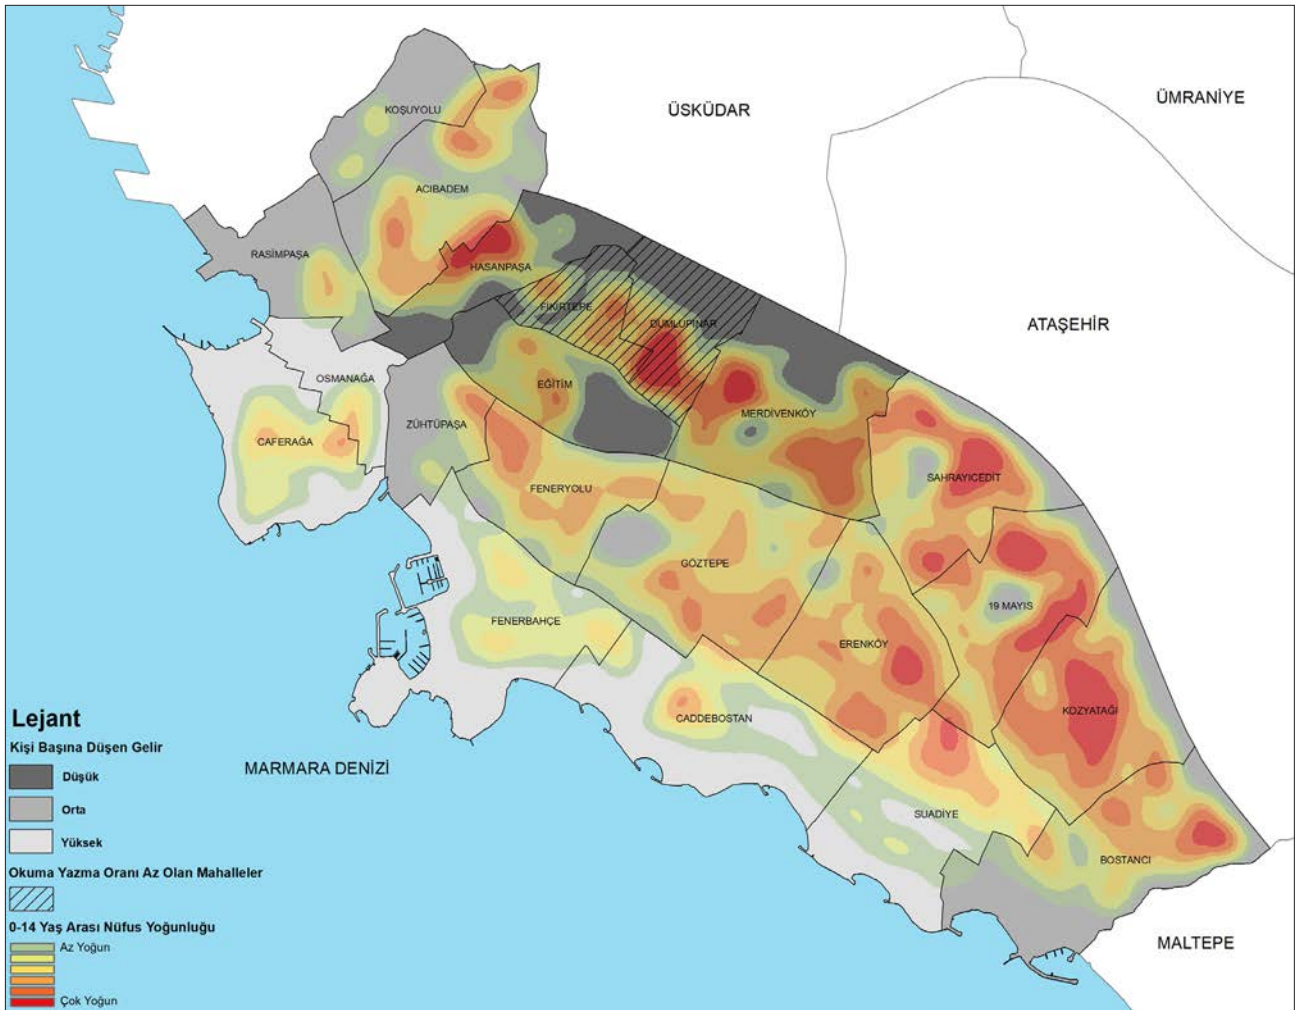 ÜMRANİYE
ÜSKÜDAR
KOŞUYOLU
ACIBADEM
RASİMPAŞA
HASANPAŞA
FİKİRTEPE
DUMLUPINAR
ATAŞEHİR
OSMANAĞA
EĞİTİM
MERDİVENKÖY
ZÜHTÜPAŞA
CAFERAĞA
SAHRAYICEDİT
FENERYOLU
GÖZTEPE
19 MAYIS
FENERBAHÇE
ERENKÖY
KOZYATAĞI
CADDEBOSTAN
MARMARA DENİZİ
SUADİYE
BOSTANCI
MALTEPE
Lejant
Kişi Başına Düşen Gelir
Düşük
Orta
Yüksek
Okuma Yazma Oranı Az Olan Mahalleler
0-14 Yaş Arası Nüfus Yoğunluğu
Az Yoğun
Çok Yoğun